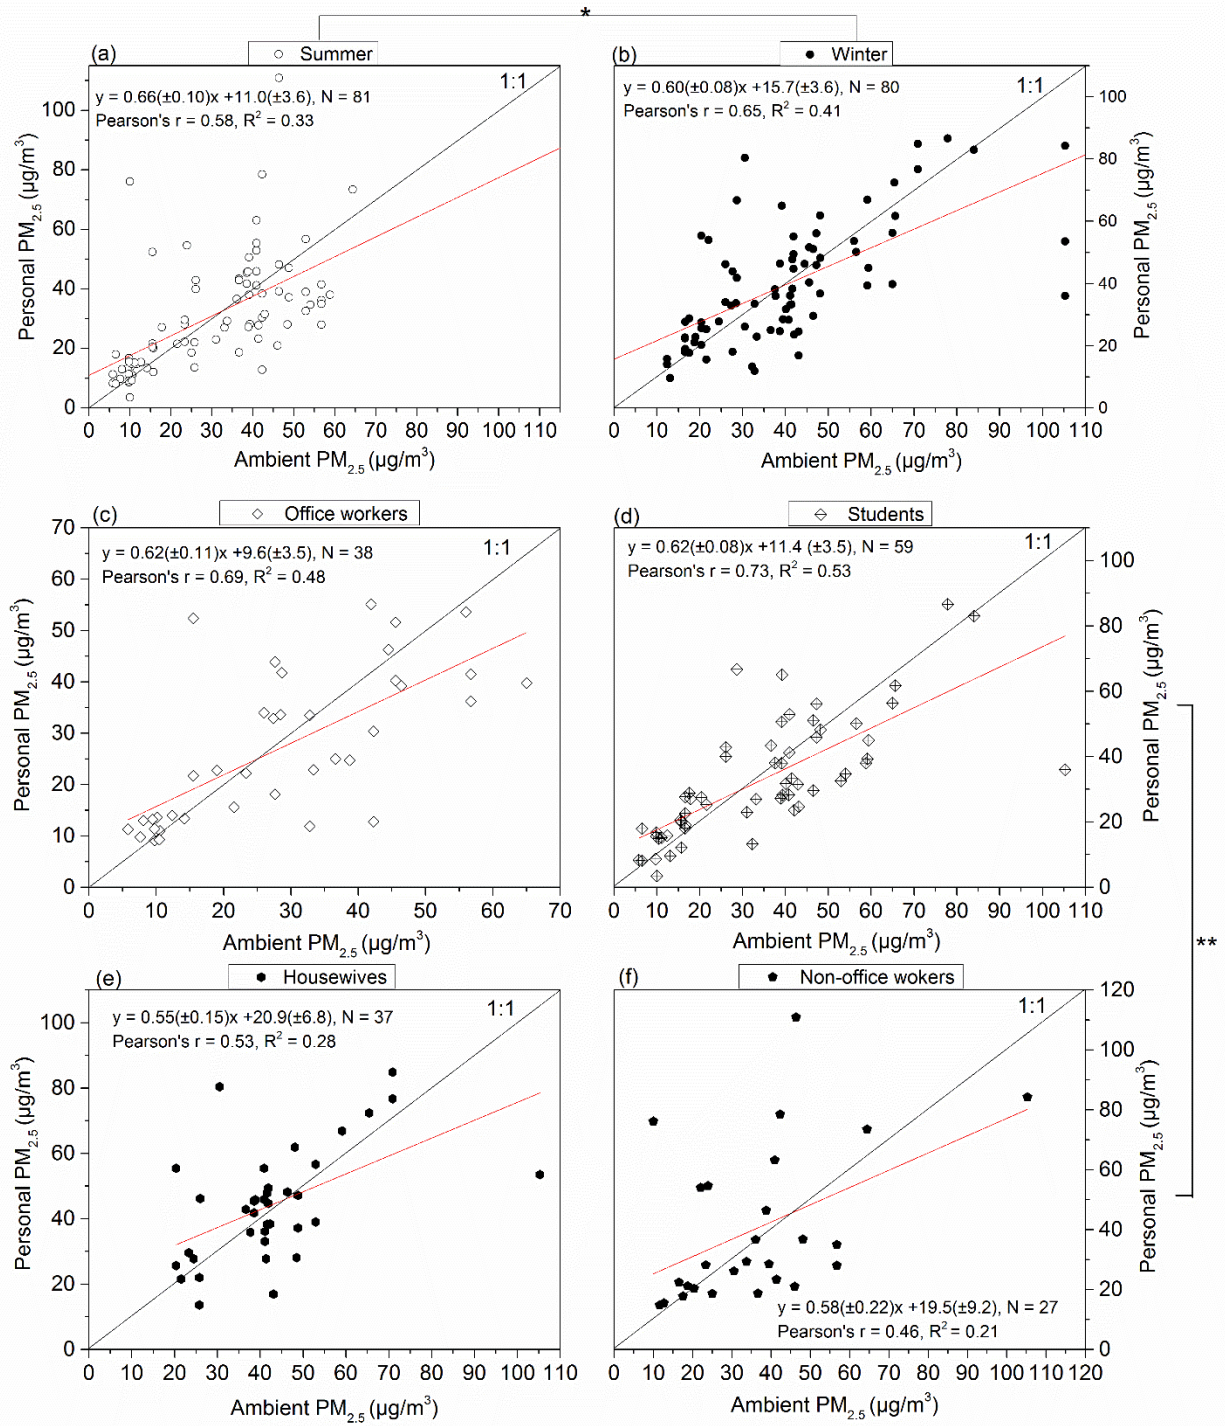 *
(a)
○ Summer
1:1
y = 0.66(±0.10)x +11.0(±3.6), N = 81
Pearson's r = 0.58, R² = 0.33
Personal PM2.5 (µg/m³)
100
80
60
40
20
0
0 10 20 30 40 50 60 70 80 90 100 110
Ambient PM2.5 (µg/m³)
(b)
● Winter
1:1
y = 0.60(±0.08)x +15.7(±3.6), N = 80
Pearson's r = 0.65, R² = 0.41
100
80
60
40
20
0
Personal PM2.5 (µg/m³)
0 10 20 30 40 50 60 70 80 90 100 110
Ambient PM2.5 (µg/m³)
(c)
◇ Office workers
1:1
y = 0.62(±0.11)x +9.6(±3.5), N = 38
Pearson's r = 0.69, R² = 0.48
Personal PM2.5 (µg/m³)
70
60
50
40
30
20
10
0
0 10 20 30 40 50 60 70
Ambient PM2.5 (µg/m³)
(d)
Students
1:1
y = 0.62(±0.08)x +11.4 (±3.5), N = 59
Pearson's r = 0.73, R² = 0.53
100
80
60
40
20
0
Personal PM2.5 (µg/m³)
0 10 20 30 40 50 60 70 80 90 100 110
Ambient PM2.5 (µg/m³)
**
(e)
Housewives
1:1
y = 0.55(±0.15)x +20.9(±6.8), N = 37
Pearson's r = 0.53, R² = 0.28
Personal PM2.5 (µg/m³)
100
80
60
40
20
0
0 10 20 30 40 50 60 70 80 90 100 110
Ambient PM2.5 (µg/m³)
(f)
Non-office wokers
1:1
120
100
80
60
40
20
0
Personal PM2.5 (µg/m³)
y = 0.58(±0.22)x +19.5(±9.2), N = 27
Pearson's r = 0.46, R² = 0.21
0 10 20 30 40 50 60 70 80 90 100 110 120
Ambient PM2.5 (µg/m³)